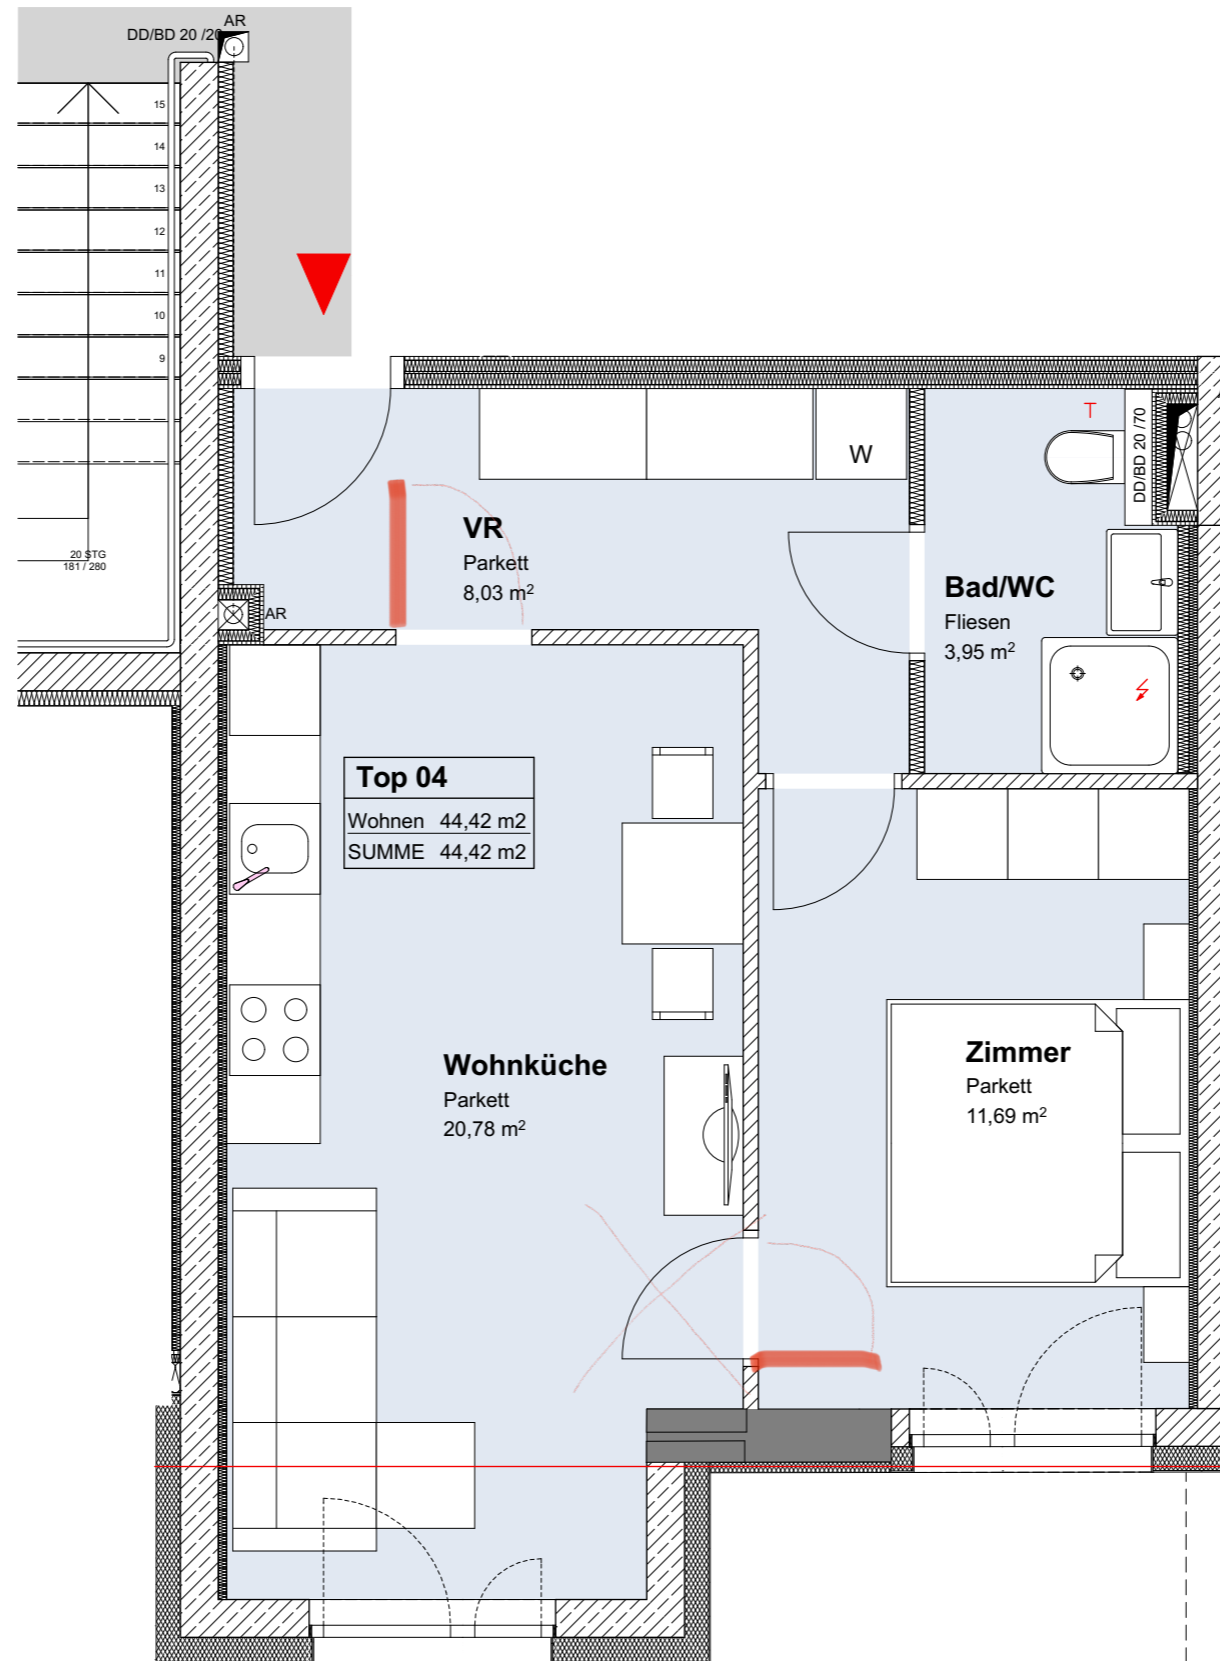 AR
DD/BD 20 /20
15
14
13
12
11
10
9
20 STG
181 / 280
AR
W
T
DD/BD 20 /70
VR
Parkett
8,03 m²
Bad/WC
Fliesen
3,95 m²
Top 04
Wohnen 44,42 m2
SUMME 44,42 m2
Wohnküche
Parkett
20,78 m²
Zimmer
Parkett
11,69 m²